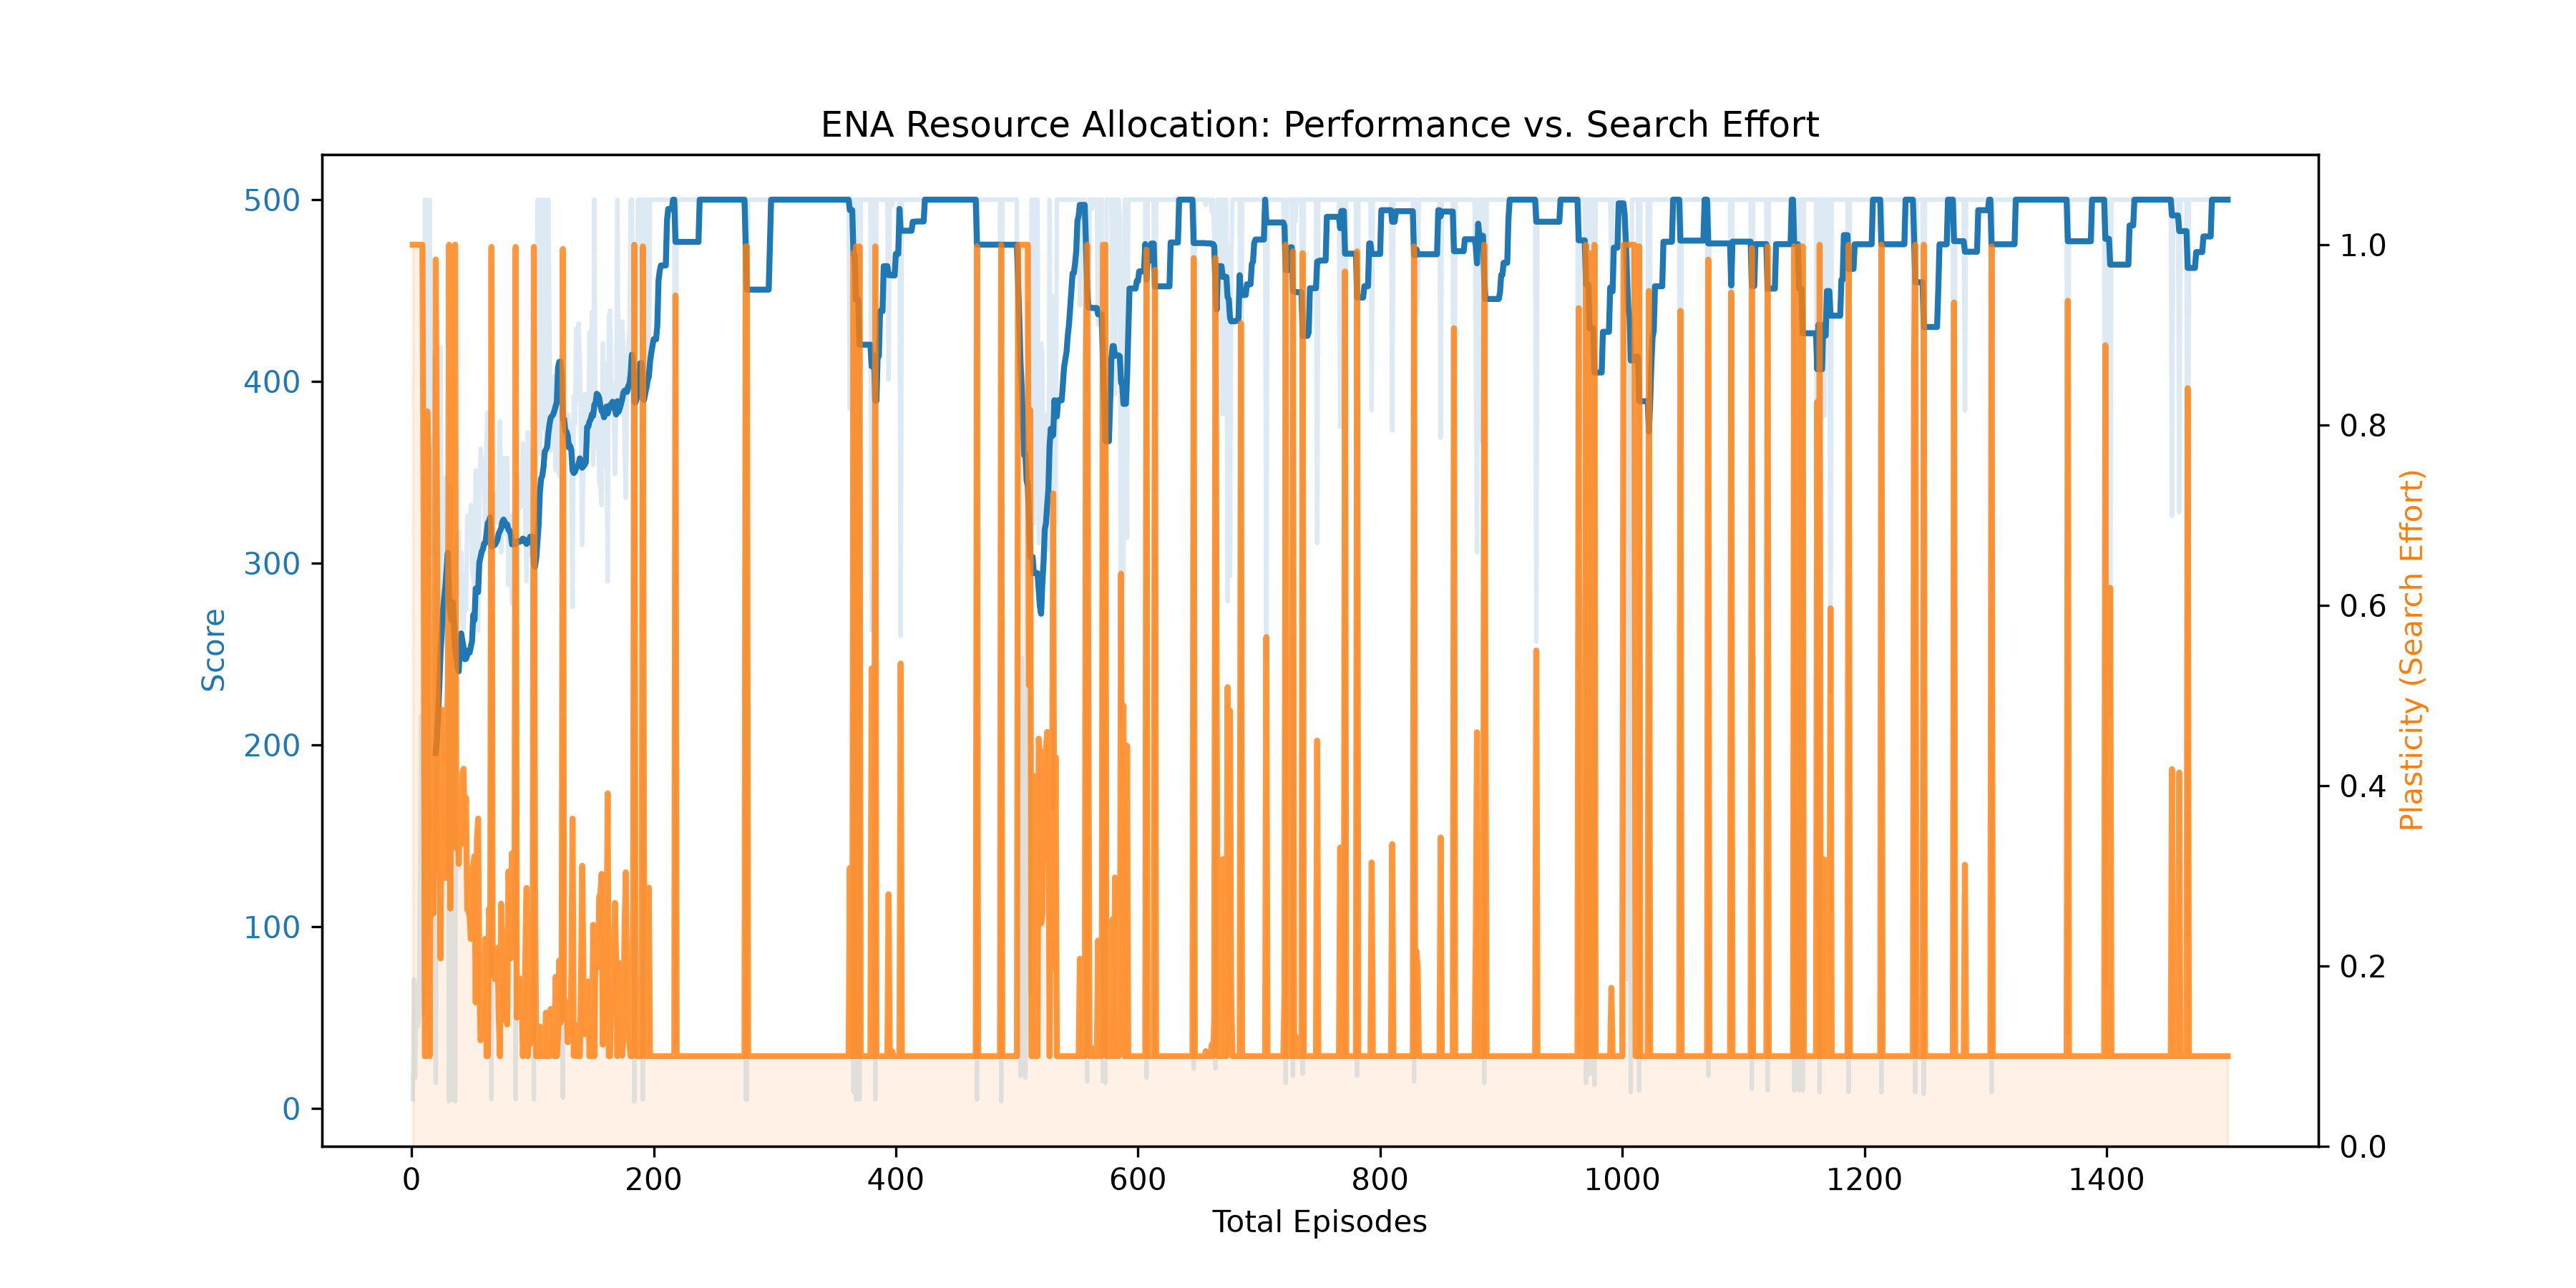 ENA Resource Allocation: Performance vs. Search Effort
500
400
300
200
100
0
Score
1.0
0.8
0.6
0.4
0.2
0.0
Plasticity (Search Effort)
0 200 400 600 800 1000 1200 1400
Total Episodes